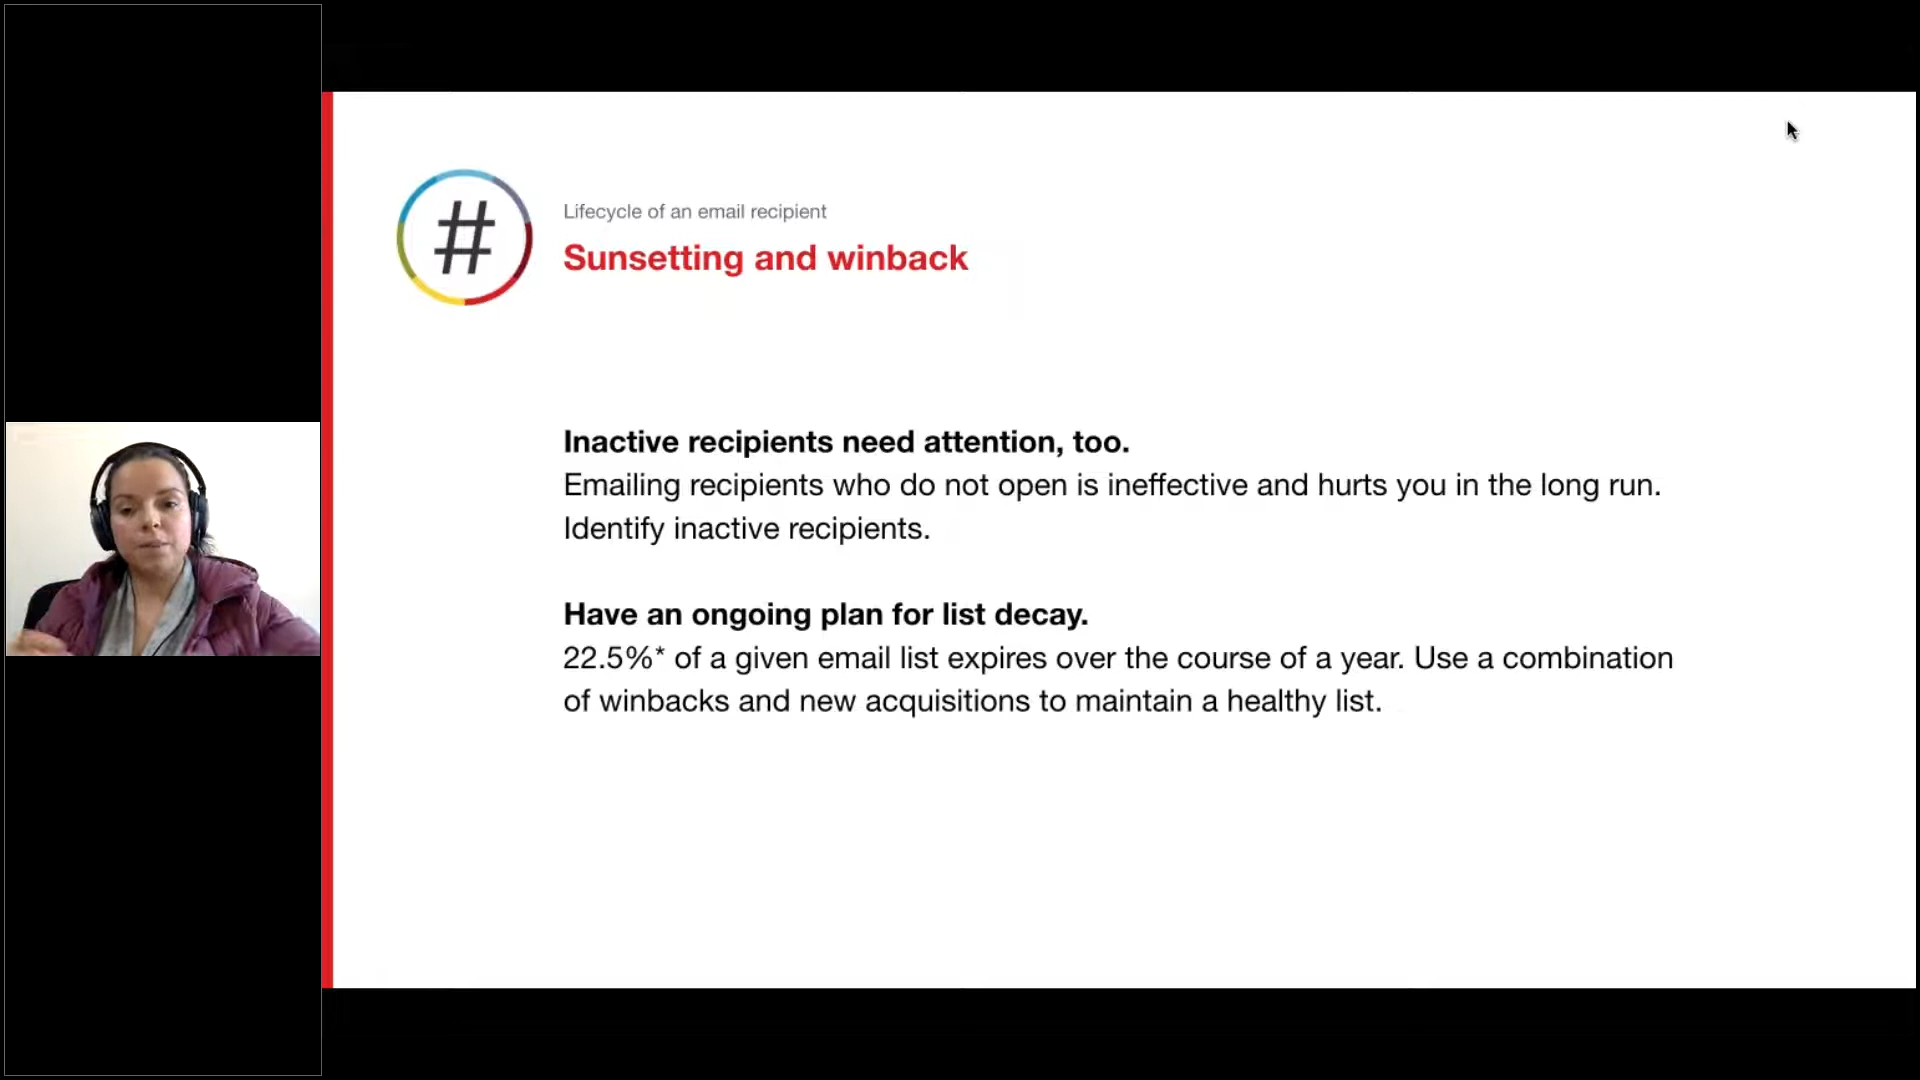 #
Lifecycle of an email recipient
Sunsetting and winback
Inactive recipients need attention, too.
Emailing recipients who do not open is ineffective and hurts you in the long run.
Identify inactive recipients.
Have an ongoing plan for list decay.
22.5%* of a given email list expires over the course of a year. Use a combination
of winbacks and new acquisitions to maintain a healthy list.